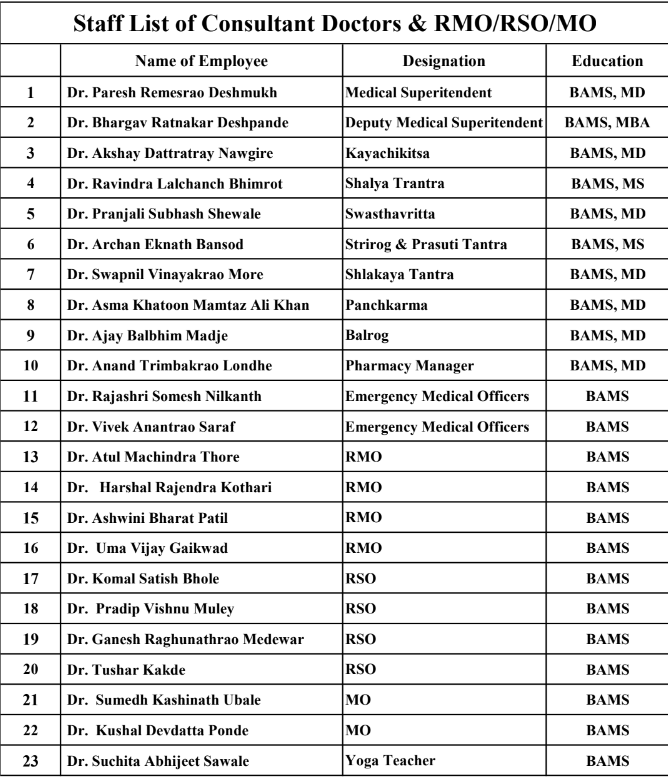 Staff List of Consultant Doctors & RMO/RSO/MO
Name of Employee Designation Education
1 Dr. Paresh Remesrao Deshmukh Medical Superitendent BAMS, MD
2 Dr. Bhargav Ratnakar Deshpande Deputy Medical Superitendent BAMS, MBA
3 Dr. Akshay Dattratray Nawgire Kayachikitsa BAMS, MD
4 Dr. Ravindra Lalchanch Bhimrot Shalya Trantra BAMS, MS
5 Dr. Pranjali Subhash Shewale Swasthavritta BAMS, MD
6 Dr. Archan Eknath Bansod Strirog & Prasuti Tantra BAMS, MS
7 Dr. Swapnil Vinayakrao More Shlakaya Tantra BAMS, MD
8 Dr. Asma Khatoon Mamtaz Ali Khan Panchkarma BAMS, MD
9 Dr. Ajay Balbhim Madje Balrog BAMS, MD
10 Dr. Anand Trimbakrao Londhe Pharmacy Manager BAMS, MD
11 Dr. Rajashri Somesh Nilkanth Emergency Medical Officers BAMS
12 Dr. Vivek Anantrao Saraf Emergency Medical Officers BAMS
13 Dr. Atul Machindra Thore RMO BAMS
14 Dr. Harshal Rajendra Kothari RMO BAMS
15 Dr. Ashwini Bharat Patil RMO BAMS
16 Dr. Uma Vijay Gaikwad RMO BAMS
17 Dr. Komal Satish Bhole RSO BAMS
18 Dr. Pradip Vishnu Muley RSO BAMS
19 Dr. Ganesh Raghunathrao Medewar RSO BAMS
20 Dr. Tushar Kakde RSO BAMS
21 Dr. Sumedh Kashinath Ubale MO BAMS
22 Dr. Kushal Devdatta Ponde MO BAMS
23 Dr. Suchita Abhijeet Sawale Yoga Teacher BAMS